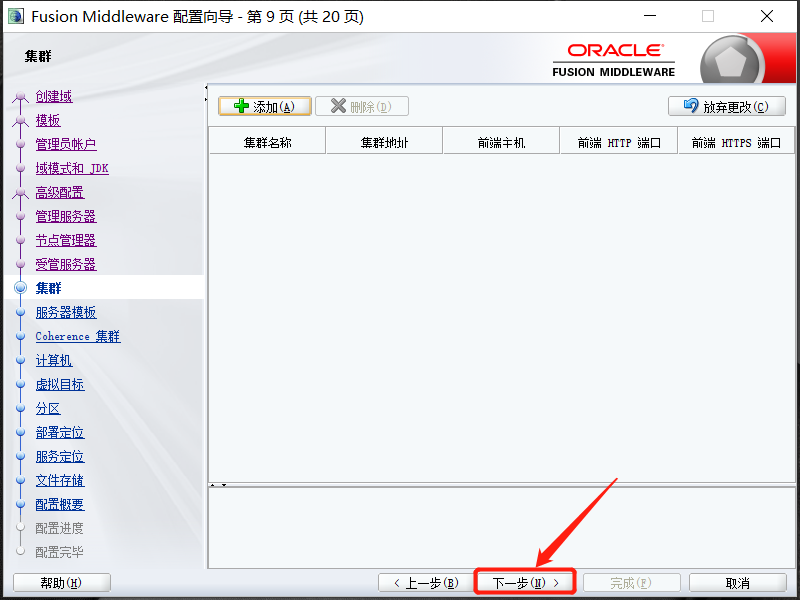 Fusion Middleware 配置向导 - 第 9 页 (共 20 页)
集群
ORACLE
FUSION MIDDLEWARE
创建域
模板
管理员帐户
域模式和 JDK
高级配置
管理服务器
节点管理器
受管服务器
集群
服务器模板
Coherence 集群
计算机
虚拟目标
分区
部署定位
服务定位
文件存储
配置概要
配置进度
配置完毕
添加(A) 删除(D) 放弃更改(C)
集群名称 集群地址 前端主机 前端 HTTP 端口 前端 HTTPS 端口
帮助(H) < 上一步(B) 下一步(N) > 完成(F) 取消